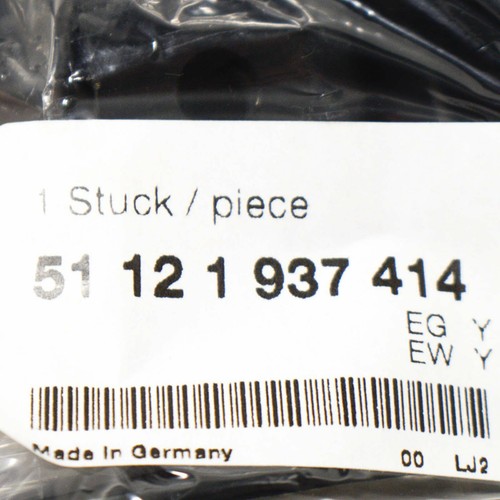 1 Stuck / piece
51 12 1 937 414
EG Y
EW Y
Made in Germany 00 LJ2